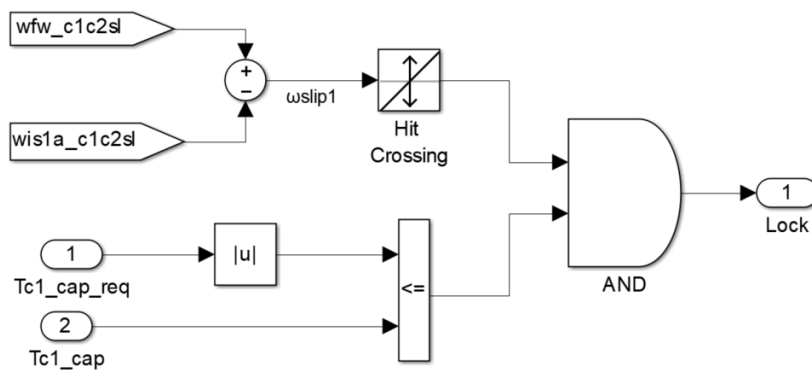 wfw_c1c2sl
+
−
ωslip1
wis1a_c1c2sl
Hit
Crossing
1
Tc1_cap_req
|u|
<=
2
Tc1_cap
AND
1
Lock